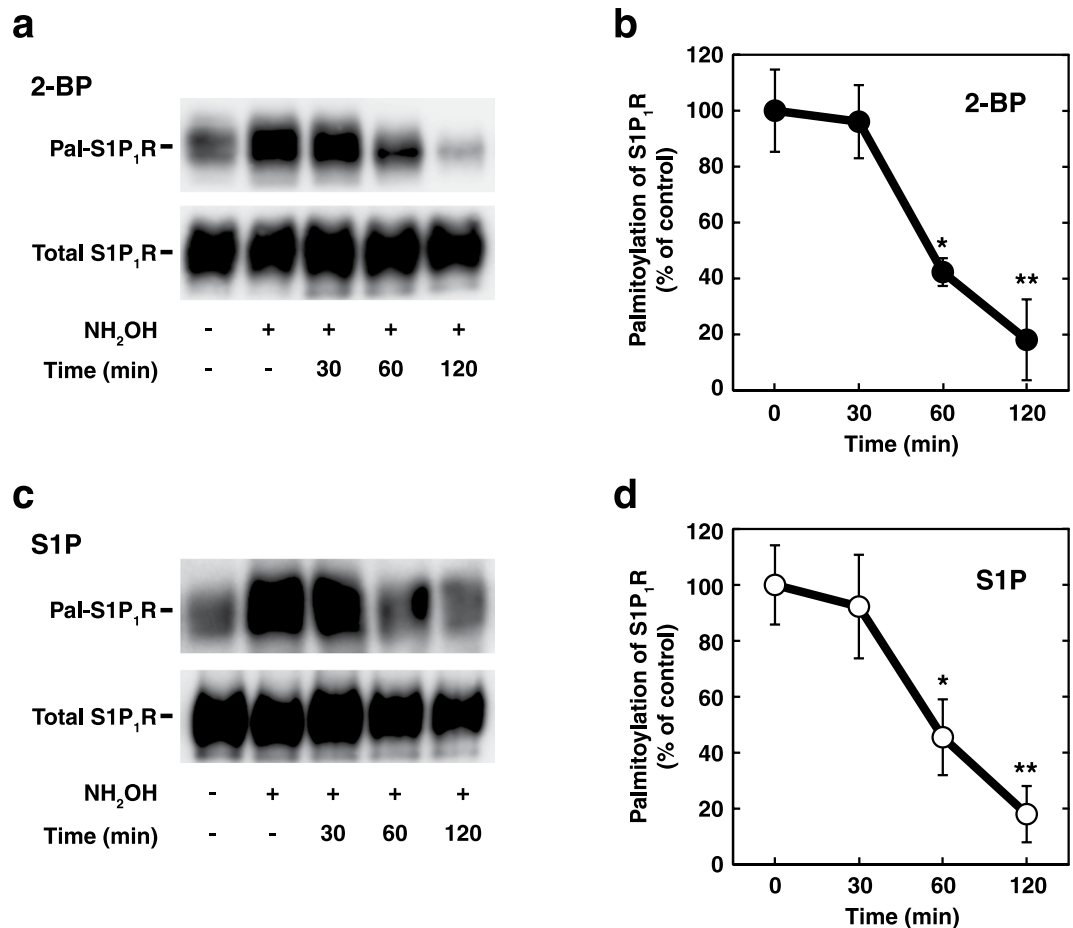 a
2-BP
Pal-S1P₁R
Total S1P₁R
NH₂OH - + + + +
Time (min) - - 30 60 120
b
120
100
80
60
40
20
0
Palmitoylation of S1P₁R
(% of control)
2-BP
*
**
0 30 60 120
Time (min)
c
S1P
Pal-S1P₁R
Total S1P₁R
NH₂OH - + + + +
Time (min) - - 30 60 120
d
120
100
80
60
40
20
0
Palmitoylation of S1P₁R
(% of control)
S1P
*
**
0 30 60 120
Time (min)